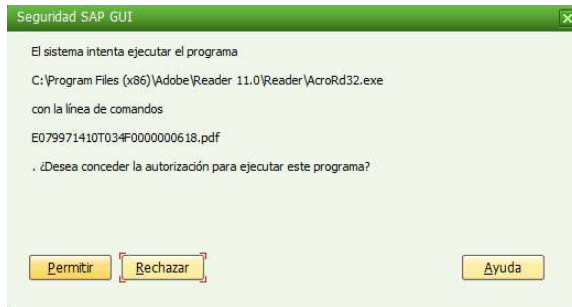 Seguridad SAP GUI
El sistema intenta ejecutar el programa
C:\Program Files (x86)\Adobe\Reader 11.0\Reader\AcroRd32.exe
con la línea de comandos
E079971410T034F0000000618.pdf
. ¿Desea conceder la autorización para ejecutar este programa?
Permitir Rechazar Ayuda